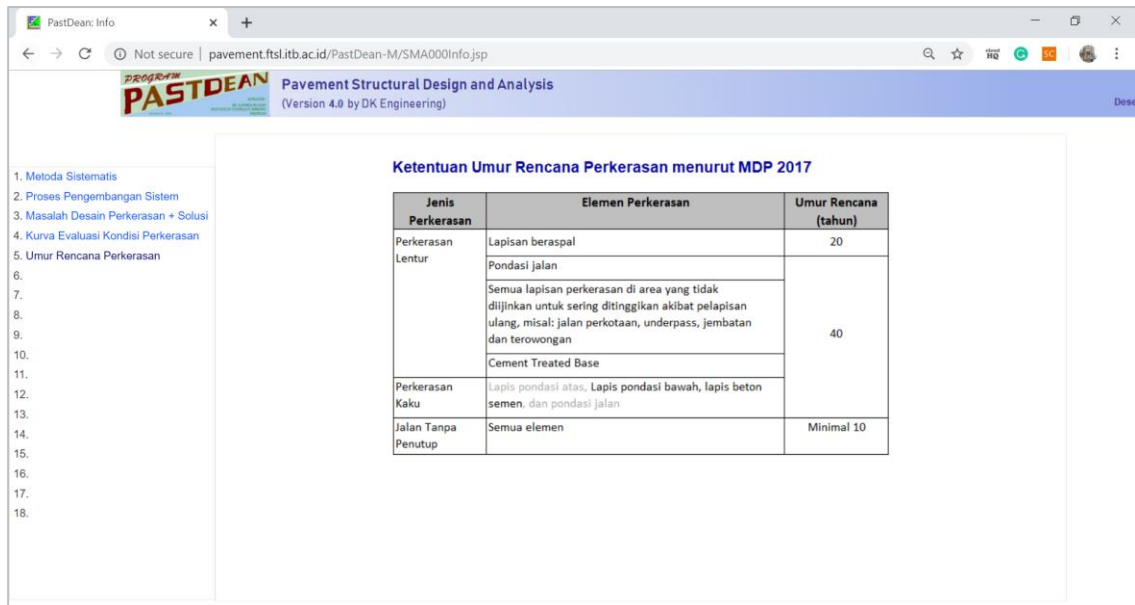 PastDean: Info
Not secure | pavement.ftsl.itb.ac.id/PastDean-M/SMA000Info.jsp
cloud
HQ
SC
PROGRAM
PASTDEAN
Pavement Structural Design and Analysis
(Version 4.0 by DK Engineering)
Dese
1. Metoda Sistematis
2. Proses Pengembangan Sistem
3. Masalah Desain Perkerasan + Solusi
4. Kurva Evaluasi Kondisi Perkerasan
5. Umur Rencana Perkerasan
6.
7.
8.
9.
10.
11.
12.
13.
14.
15.
16.
17.
18.
Ketentuan Umur Rencana Perkerasan menurut MDP 2017
Jenis
Perkerasan
Elemen Perkerasan
Umur Rencana
(tahun)
Perkerasan
Lentur
Lapisan beraspal
20
Pondasi jalan
Semua lapisan perkerasan di area yang tidak
diijinkan untuk sering ditinggikan akibat pelapisan
ulang, misal: jalan perkotaan, underpass, jembatan
dan terowongan
40
Cement Treated Base
Perkerasan
Kaku
Lapis pondasi atas, Lapis pondasi bawah, lapis beton
semen, dan pondasi jalan
Jalan Tanpa
Penutup
Semua elemen
Minimal 10